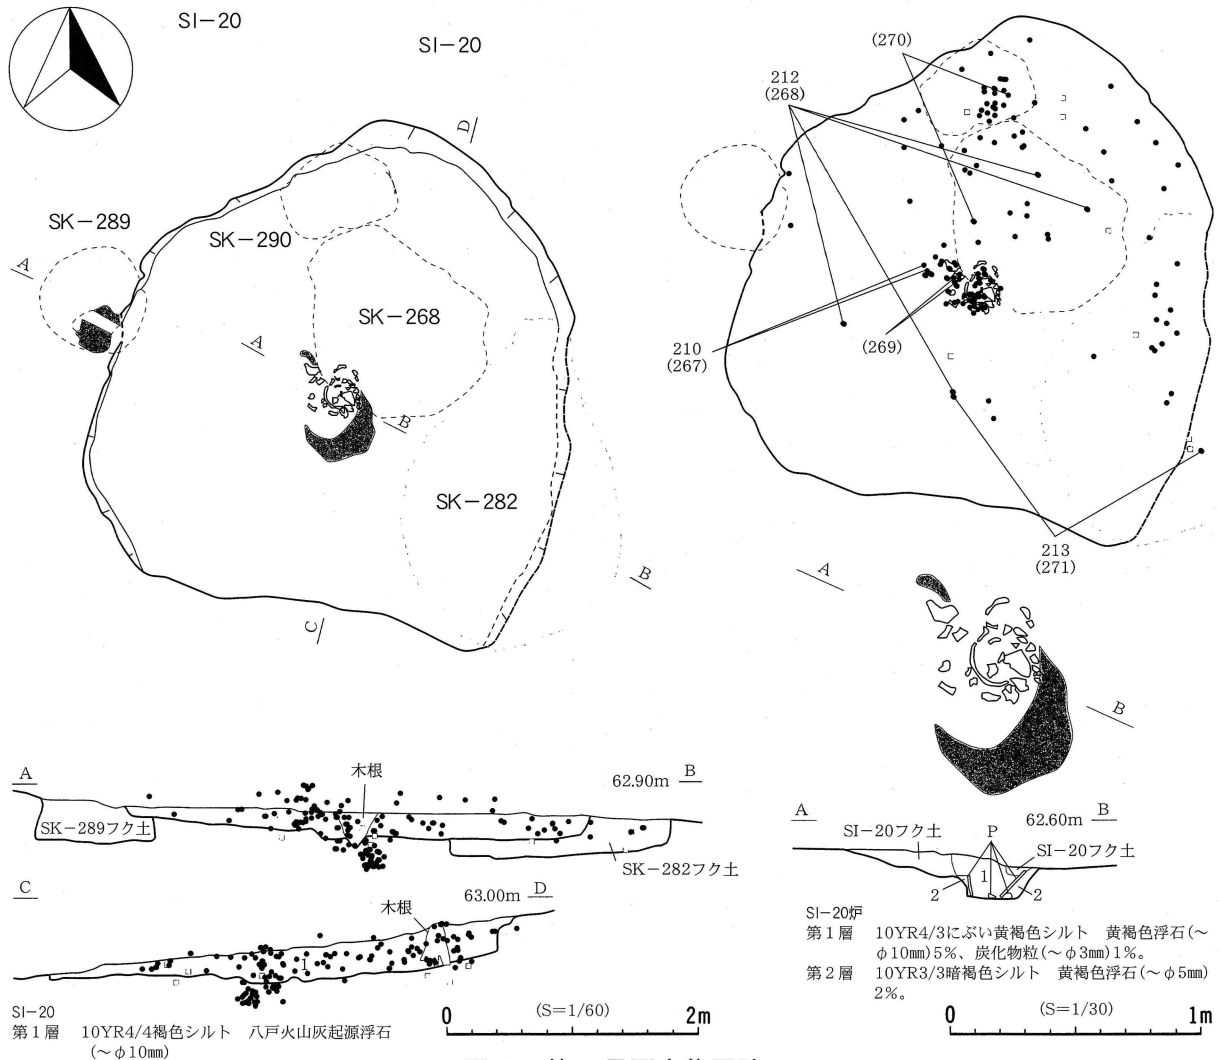 SI-20
SI-20
D
SK-289
A
SK-290
SK-268
A
B
SK-282
B
C
(270)
212
(268)
210
(267)
(269)
213
(271)
A
B
A
木根
62.90m
B
SK-289フク土
SK-282フク土
C
木根
63.00m
D
1
SI-20
第1層 10YR4/4褐色シルト 八戸火山灰起源浮石
(～φ10㎜)
0
(S=1/60)
2m
A
62.60m
B
SI-20フク土
P
SI-20フク土
2
1
2
SI-20炉
第1層 10YR4/3にぶい黄褐色シルト 黄褐色浮石(～
φ10㎜)5%、炭化物粒(～φ3㎜)1%。
第2層 10YR3/3暗褐色シルト 黄褐色浮石(～φ5㎜)
2%。
0
(S=1/30)
1m